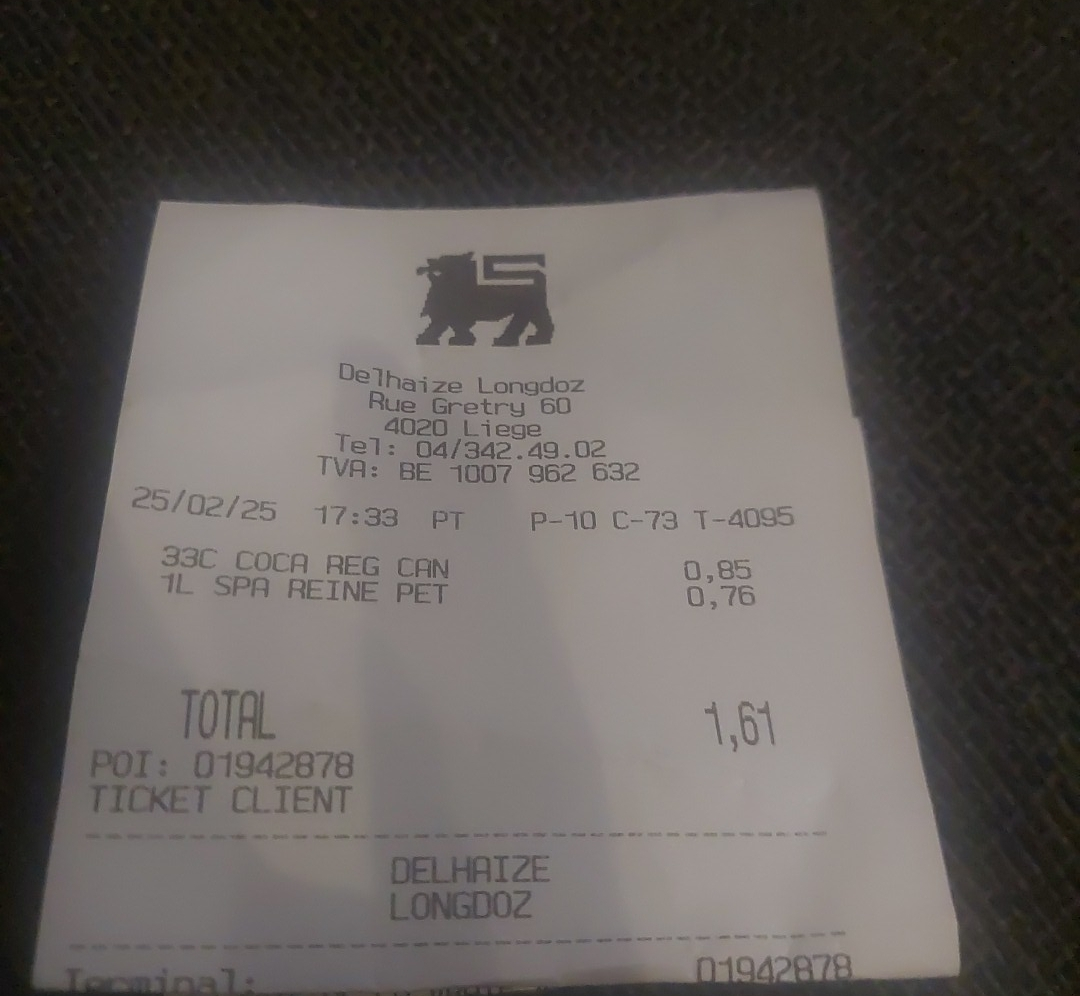 Delhaize Longdoz
Rue Gretry 60
4020 Liege
Tel: 04/342.49.02
TVA: BE 1007 962 632
25/02/25 17:33 PT P-10 C-73 T-4095
33C COCA REG CAN 0,85
1L SPA REINE PET 0,76
TOTAL 1,61
POI: 01942878
TICKET CLIENT
DELHAIZE
LONGDOZ
Terminal: 01942878